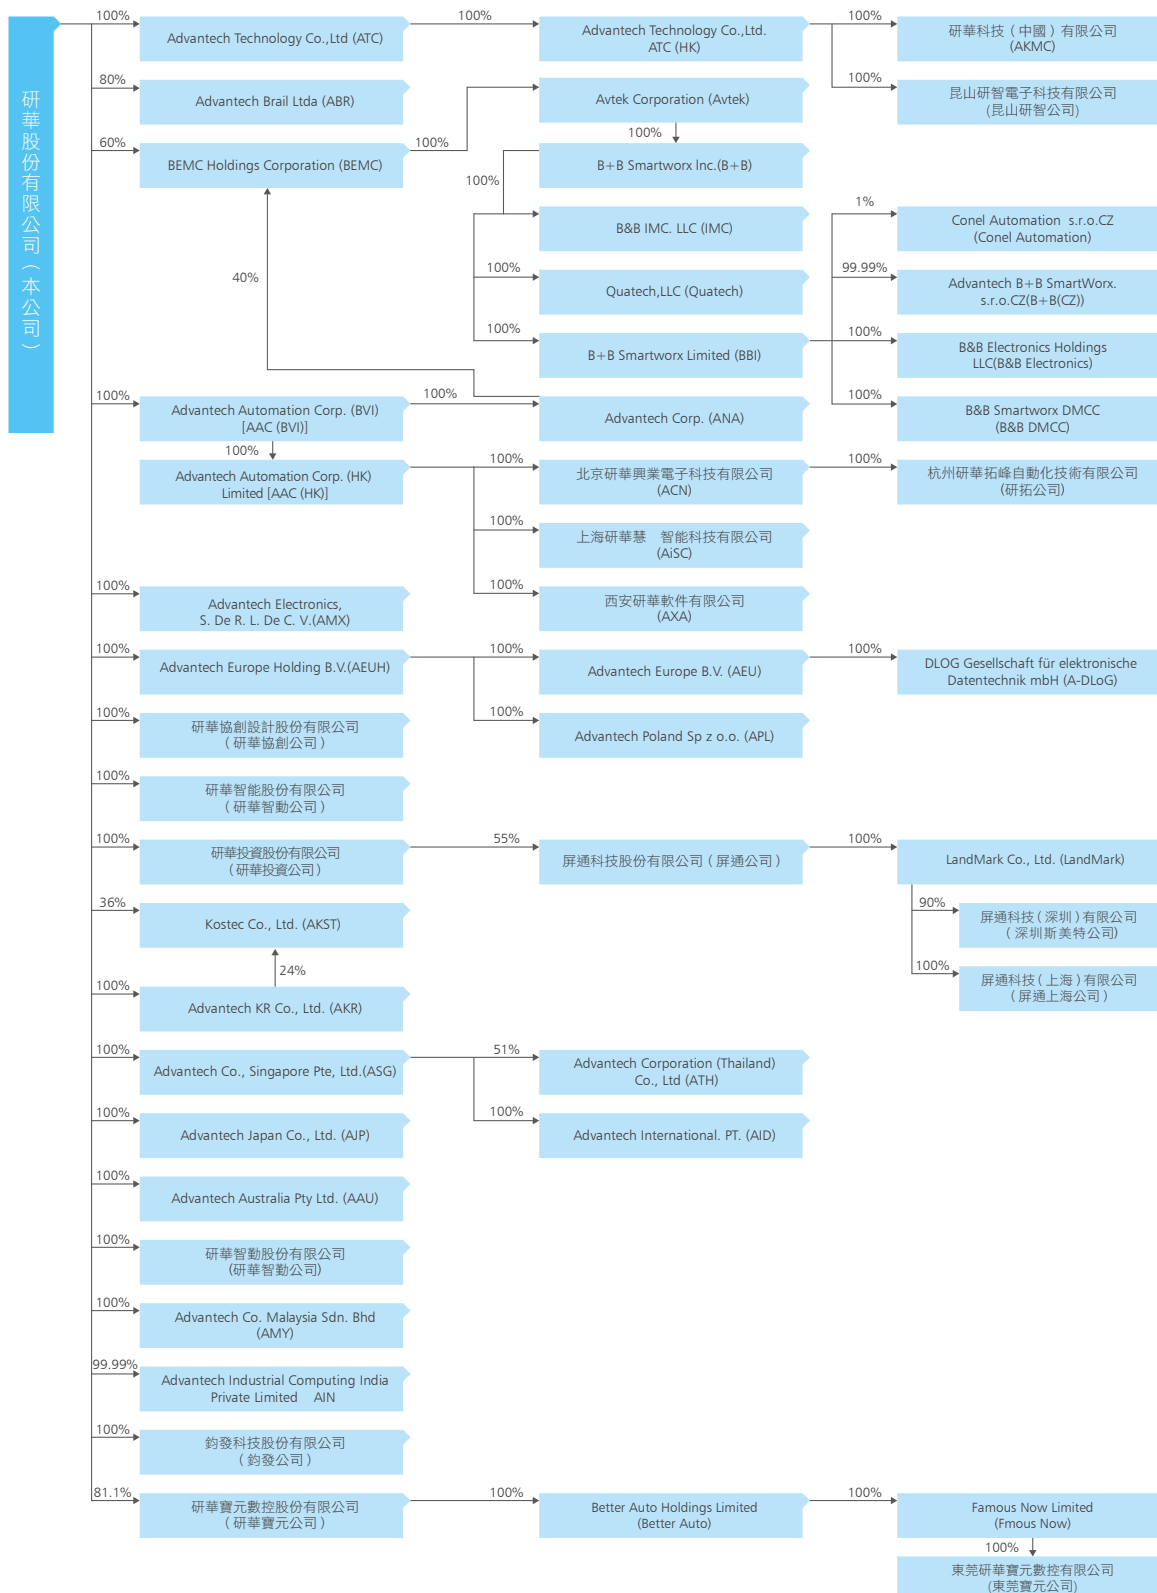 研華股份有限公司（本公司）
100%
Advantech Technology Co.,Ltd (ATC)
100%
Advantech Technology Co.,Ltd.
ATC (HK)
100%
研華科技（中國）有限公司
(AKMC)
100%
昆山研智電子科技有限公司
(昆山研智公司)
80%
Advantech Brail Ltda (ABR)
60%
BEMC Holdings Corporation (BEMC)
100%
Avtek Corporation (Avtek)
100%
B+B Smartworx lnc.(B+B)
100%
B&B IMC. LLC (IMC)
100%
Quatech,LLC (Quatech)
100%
B+B Smartworx Limited (BBI)
1%
Conel Automation s.r.o.CZ
(Conel Automation)
99.99%
Advantech B+B SmartWorx.
s.r.o.CZ(B+B(CZ))
100%
B&B Electronics Holdings
LLC(B&B Electronics)
100%
B&B Smartworx DMCC
(B&B DMCC)
40%
100%
Advantech Automation Corp. (BVI)
[AAC (BVI)]
100%
Advantech Corp. (ANA)
100%
Advantech Automation Corp. (HK)
Limited [AAC (HK)]
100%
北京研華興業電子科技有限公司
(ACN)
100%
杭州研華拓峰自動化技術有限公司
(研拓公司)
100%
上海研華慧 智能科技有限公司
(AiSC)
100%
西安研華軟件有限公司
(AXA)
100%
Advantech Electronics,
S. De R. L. De C. V.(AMX)
100%
Advantech Europe Holding B.V.(AEUH)
100%
Advantech Europe B.V. (AEU)
100%
DLOG Gesellschaft für elektronische
Datentechnik mbH (A-DLoG)
100%
Advantech Poland Sp z o.o. (APL)
100%
研華協創設計股份有限公司
（研華協創公司）
100%
研華智能股份有限公司
（研華智動公司）
100%
研華投資股份有限公司
（研華投資公司）
55%
屏通科技股份有限公司（屏通公司）
100%
LandMark Co., Ltd. (LandMark)
90%
屏通科技（深圳）有限公司
（深圳斯美特公司)
100%
屏通科技（上海）有限公司
（屏通上海公司）
36%
Kostec Co., Ltd. (AKST)
24%
100%
Advantech KR Co., Ltd. (AKR)
100%
Advantech Co., Singapore Pte, Ltd.(ASG)
51%
Advantech Corporation (Thailand)
Co., Ltd (ATH)
100%
Advantech International. PT. (AID)
100%
Advantech Japan Co., Ltd. (AJP)
100%
Advantech Australia Pty Ltd. (AAU)
100%
研華智勤股份有限公司
(研華智勤公司)
100%
Advantech Co. Malaysia Sdn. Bhd
(AMY)
99.99%
Advantech Industrial Computing India
Private Limited AIN
100%
鈞發科技股份有限公司
（鈞發公司）
81.1%
研華寶元數控股份有限公司
（研華寶元公司）
100%
Better Auto Holdings Limited
(Better Auto)
100%
Famous Now Limited
(Fmous Now)
100%
東莞研華寶元數控有限公司
(東莞寶元公司)